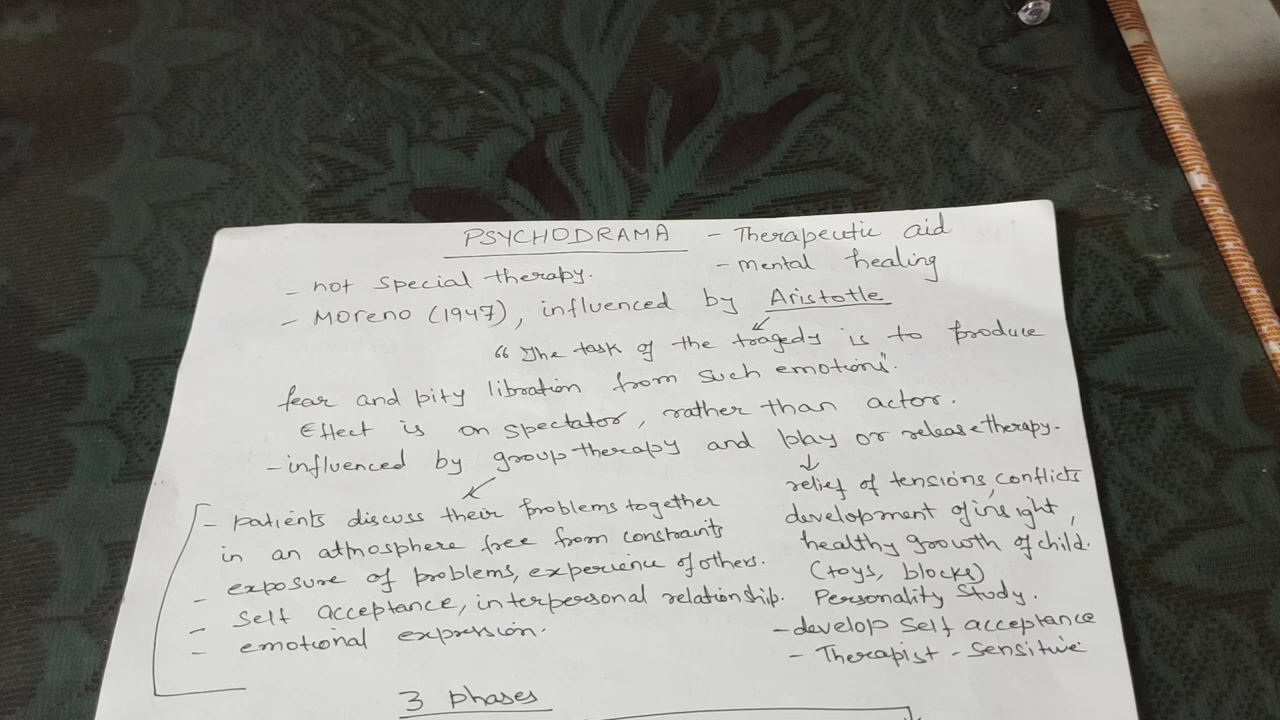 PSYCHODRAMA - Therapeutic aid
- mental healing
- not special therapy.
- Moreno (1947), influenced by Aristotle
"The task of the tragedy is to produce
fear and pity libration from such emotions".
Effect is on spectator, rather than actor.
- influenced by group therapy and play or release therapy.
- patients discuss their problems together
in an atmosphere free from constraints
- exposure of problems, experience of others.
- self acceptance, interpersonal relationship.
- emotional expression.
relief of tensions, conflicts
development of insight,
healthy growth of child.
(toys, blocks)
Personality Study.
- develop self acceptance
- Therapist - sensitive
3 phases